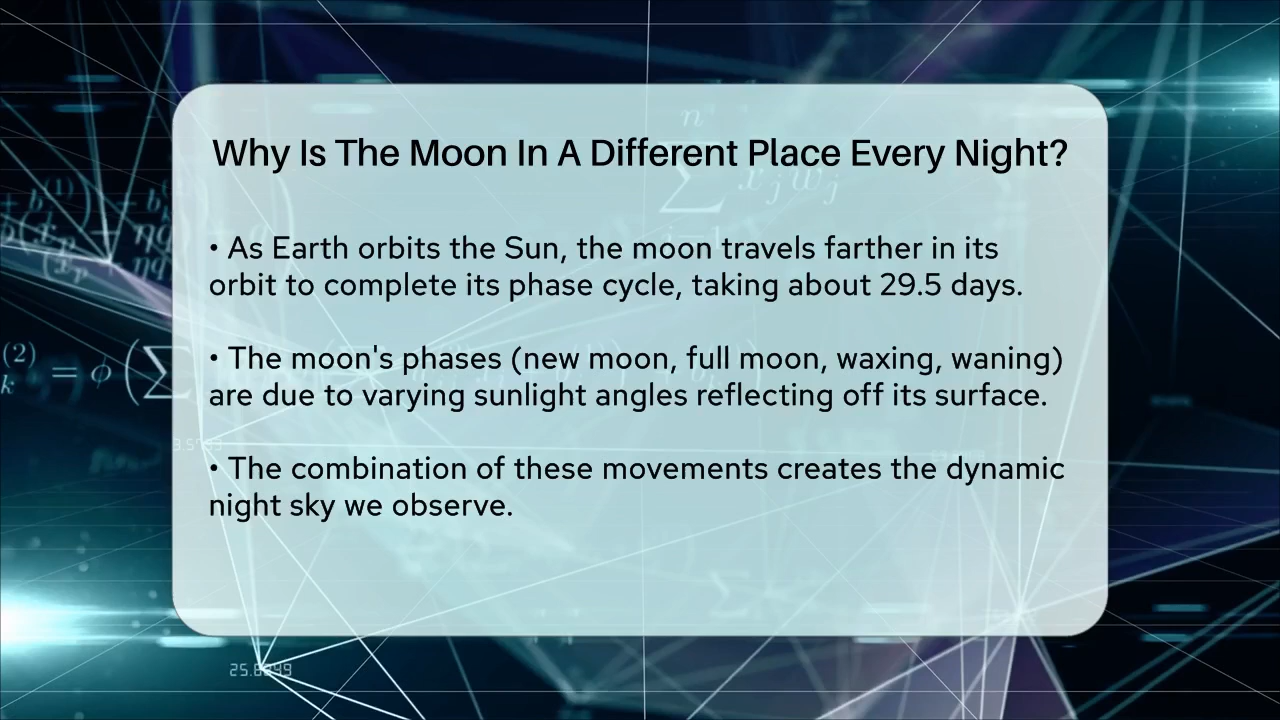 Why Is The Moon In A Different Place Every Night?
• As Earth orbits the Sun, the moon travels farther in its
orbit to complete its phase cycle, taking about 29.5 days.
• The moon's phases (new moon, full moon, waxing, waning)
are due to varying sunlight angles reflecting off its surface.
• The combination of these movements creates the dynamic
night sky we observe.